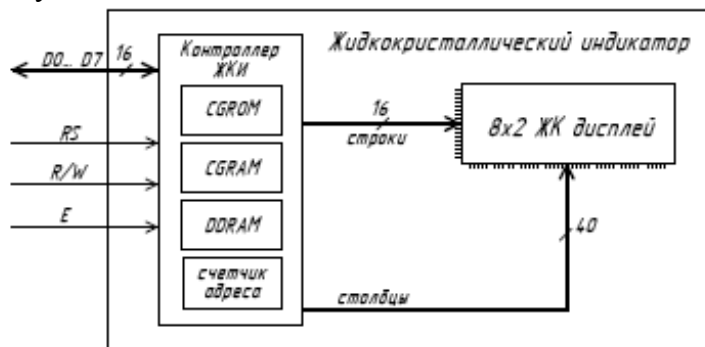 Жидкокристаллический индикатор
D0... D7
16
Контроллер
ЖКИ
CGROM
CGRAM
DDRAM
счетчик
адреса
RS
R/W
E
16
строки
8x2 ЖК дисплей
40
столбцы